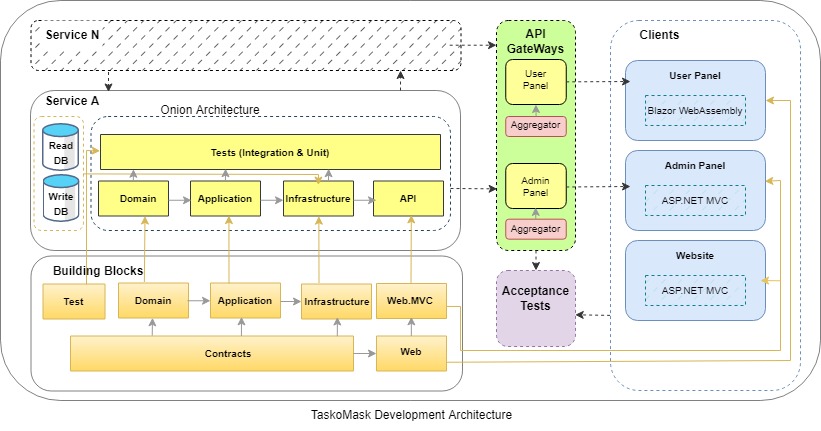 Service N
API
GateWays
Clients
User
Panel
Aggregator
User Panel
Blazor WebAssembly
Service A
Onion Architecture
Read
DB
Write
DB
Tests (Integration & Unit)
Domain
Application
Infrastructure
API
Admin
Panel
Aggregator
Admin Panel
ASP.NET MVC
Website
ASP.NET MVC
Building Blocks
Test
Domain
Application
Infrastructure
Web.MVC
Contracts
Web
Acceptance
Tests
TaskoMask Development Architecture